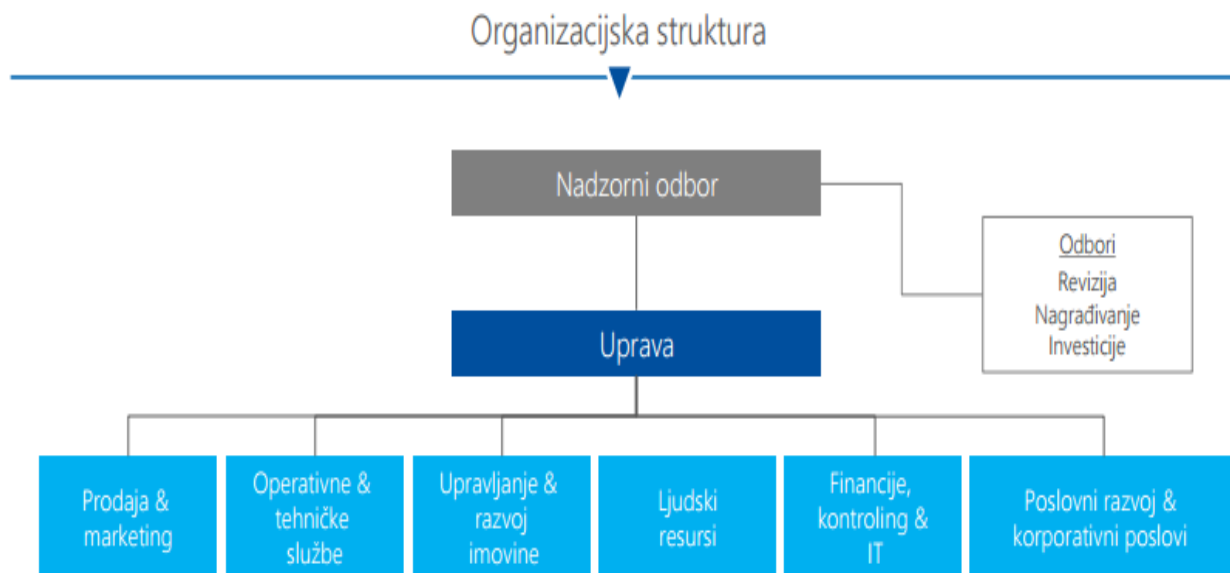 Organizacijska struktura
Nadzorni odbor
Odbori
Revizija
Nagrađivanje
Investicije
Uprava
Prodaja &
marketing
Operativne &
tehničke
službe
Upravljanje &
razvoj
imovine
Ljudski
resursi
Financije,
kontroling &
IT
Poslovni razvoj &
korporativni poslovi